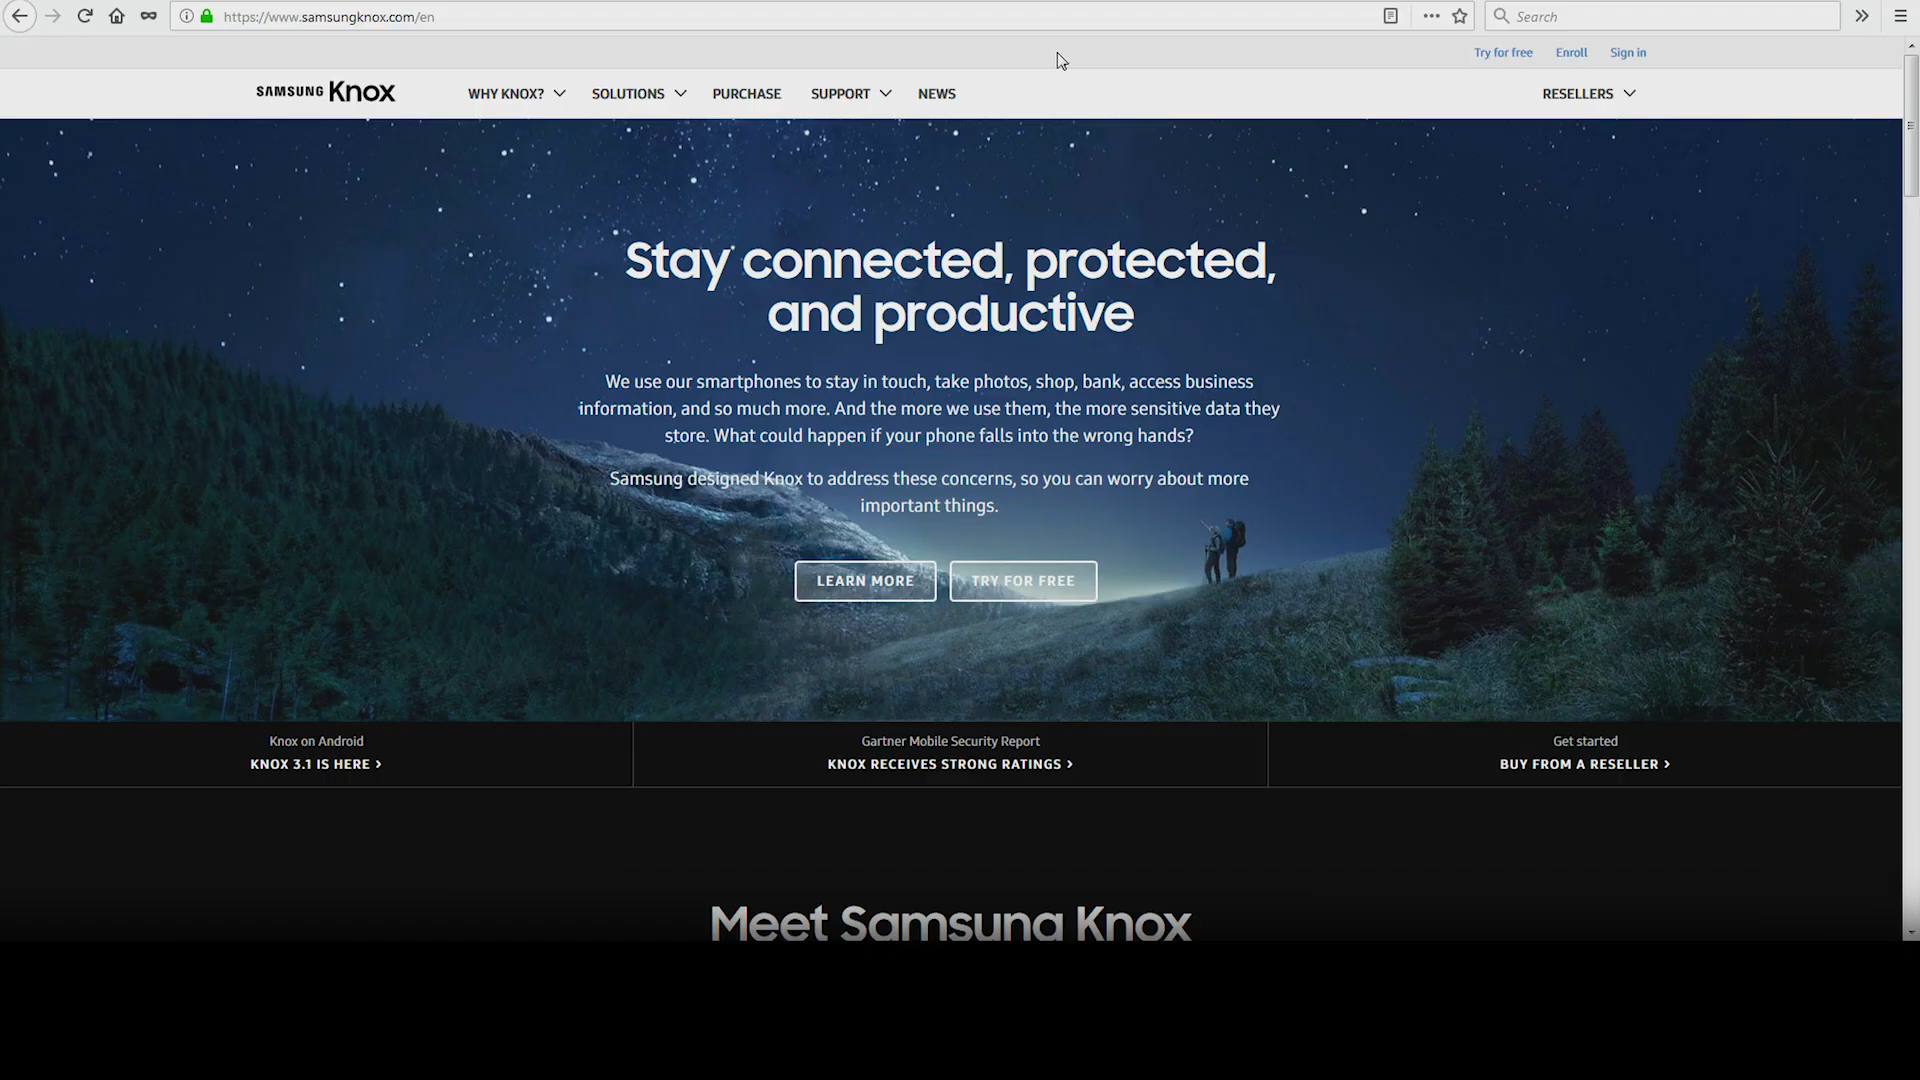 https://www.samsungknox.com/en
Search
Try for free Enroll Sign in
SAMSUNG Knox WHY KNOX? SOLUTIONS PURCHASE SUPPORT NEWS RESELLERS
Stay connected, protected,
and productive
We use our smartphones to stay in touch, take photos, shop, bank, access business
information, and so much more. And the more we use them, the more sensitive data they
store. What could happen if your phone falls into the wrong hands?
Samsung designed Knox to address these concerns, so you can worry about more
important things.
LEARN MORE TRY FOR FREE
Knox on Android
KNOX 3.1 IS HERE >
Gartner Mobile Security Report
KNOX RECEIVES STRONG RATINGS >
Get started
BUY FROM A RESELLER >
Meet Samsung Knox